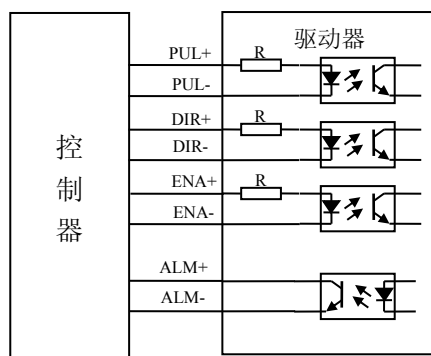 驱动器
PUL+ R
PUL-
DIR+ R
DIR-
控制器
ENA+ R
ENA-
ALM+
ALM-